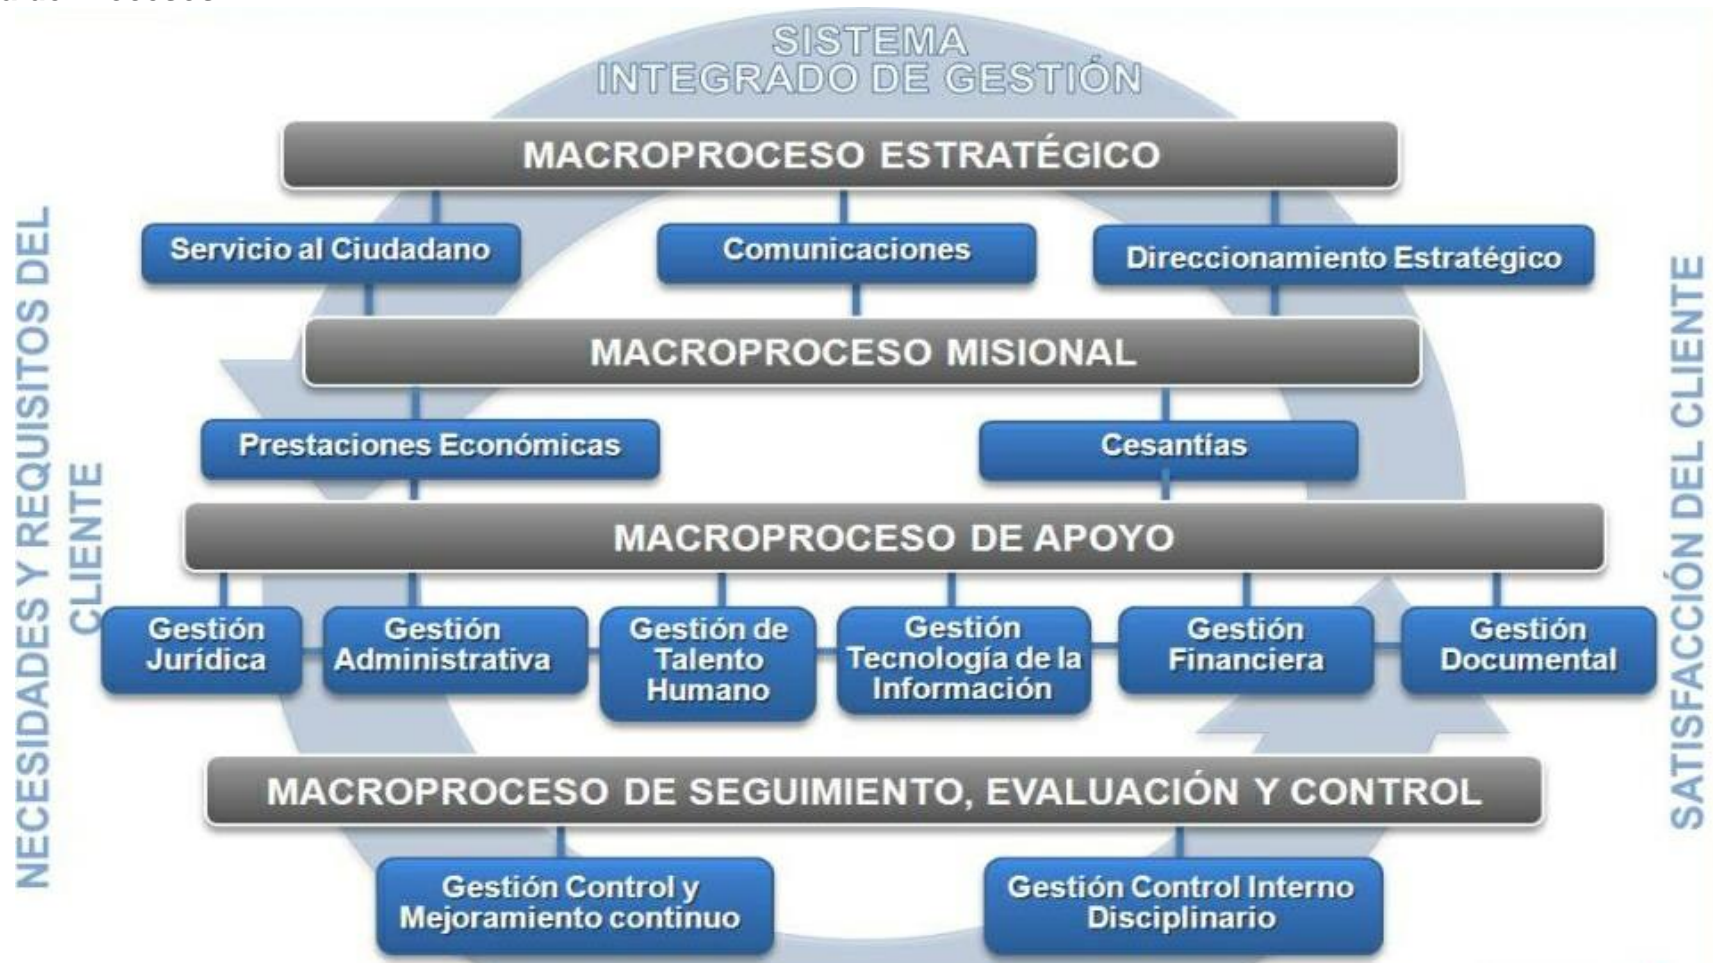 SISTEMA
INTEGRADO DE GESTIÓN
MACROPROCESO ESTRATÉGICO
Servicio al Ciudadano
Comunicaciones
Direccionamiento Estratégico
MACROPROCESO MISIONAL
Prestaciones Económicas
Cesantías
MACROPROCESO DE APOYO
Gestión
Jurídica
Gestión
Administrativa
Gestión de
Talento
Humano
Gestión
Tecnología de la
Información
Gestión
Financiera
Gestión
Documental
MACROPROCESO DE SEGUIMIENTO, EVALUACIÓN Y CONTROL
Gestión Control y
Mejoramiento continuo
Gestión Control Interno
Disciplinario
NECESIDADES Y REQUISITOS DEL
CLIENTE
SATISFACCIÓN DEL CLIENTE